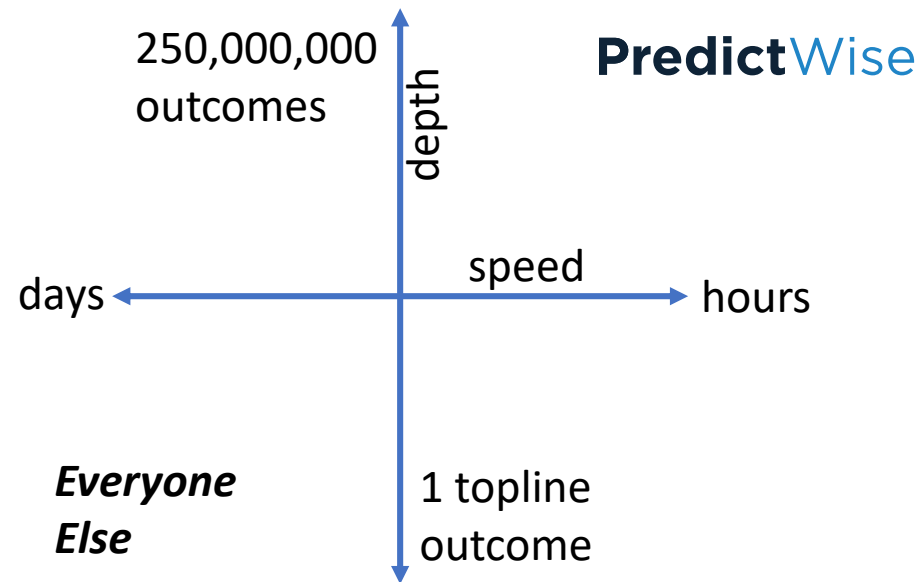 250,000,000
outcomes
PredictWise
depth
speed
days
hours
Everyone
Else
1 topline
outcome